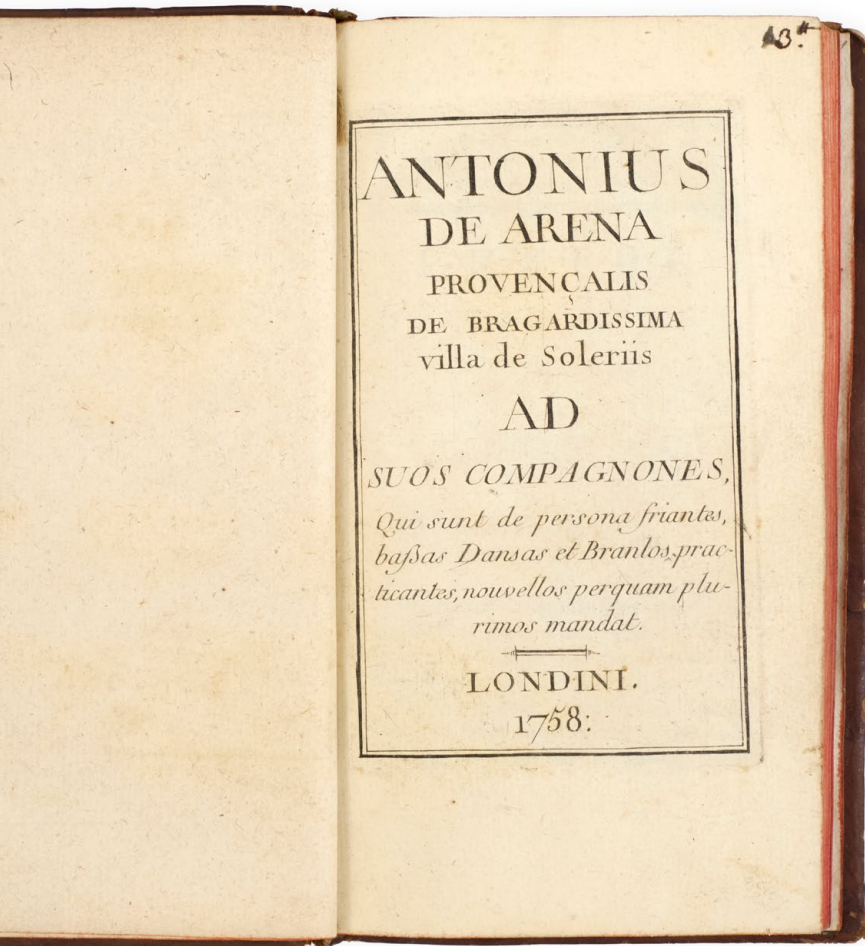 13.#
ANTONIUS
DE ARENA
PROVENÇALIS
DE BRAGARDISSIMA
villa de Soleriis
AD
SUOS COMPAGNONES,
Qui sunt de persona friantes,
baſsas Dansas et Branlos prac-
ticantes, nouvellos perquam plu-
rimos mandat.
LONDINI.
1758: